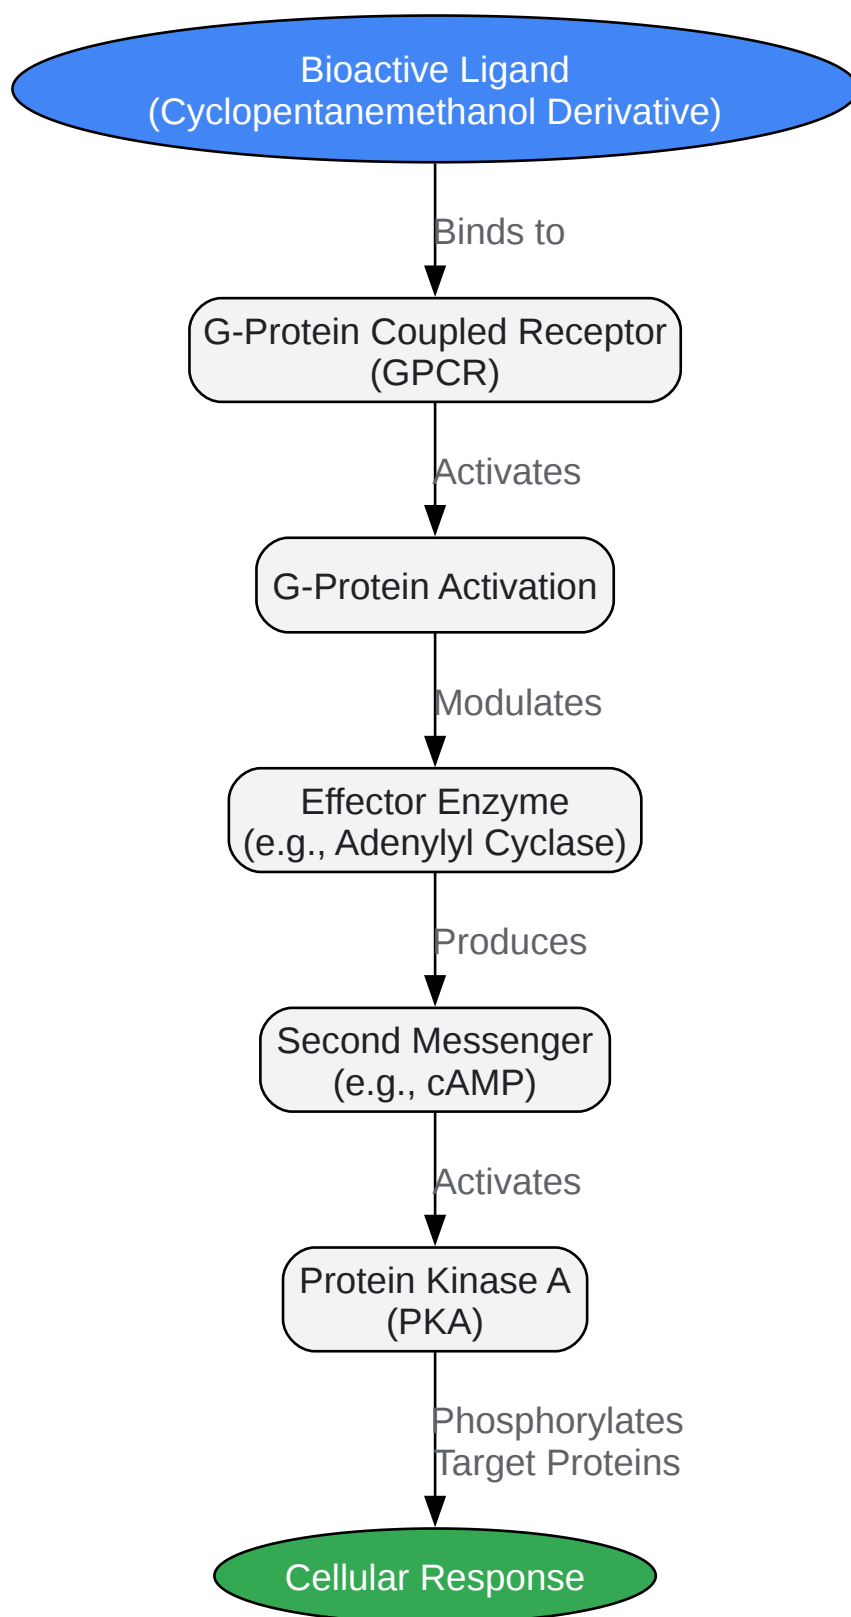 Bioactive Ligand
(Cyclopentanemethanol Derivative)
Binds to
G-Protein Coupled Receptor
(GPCR)
Activates
G-Protein Activation
Modulates
Effector Enzyme
(e.g., Adenylyl Cyclase)
Produces
Second Messenger
(e.g., cAMP)
Activates
Protein Kinase A
(PKA)
Phosphorylates
Target Proteins
Cellular Response